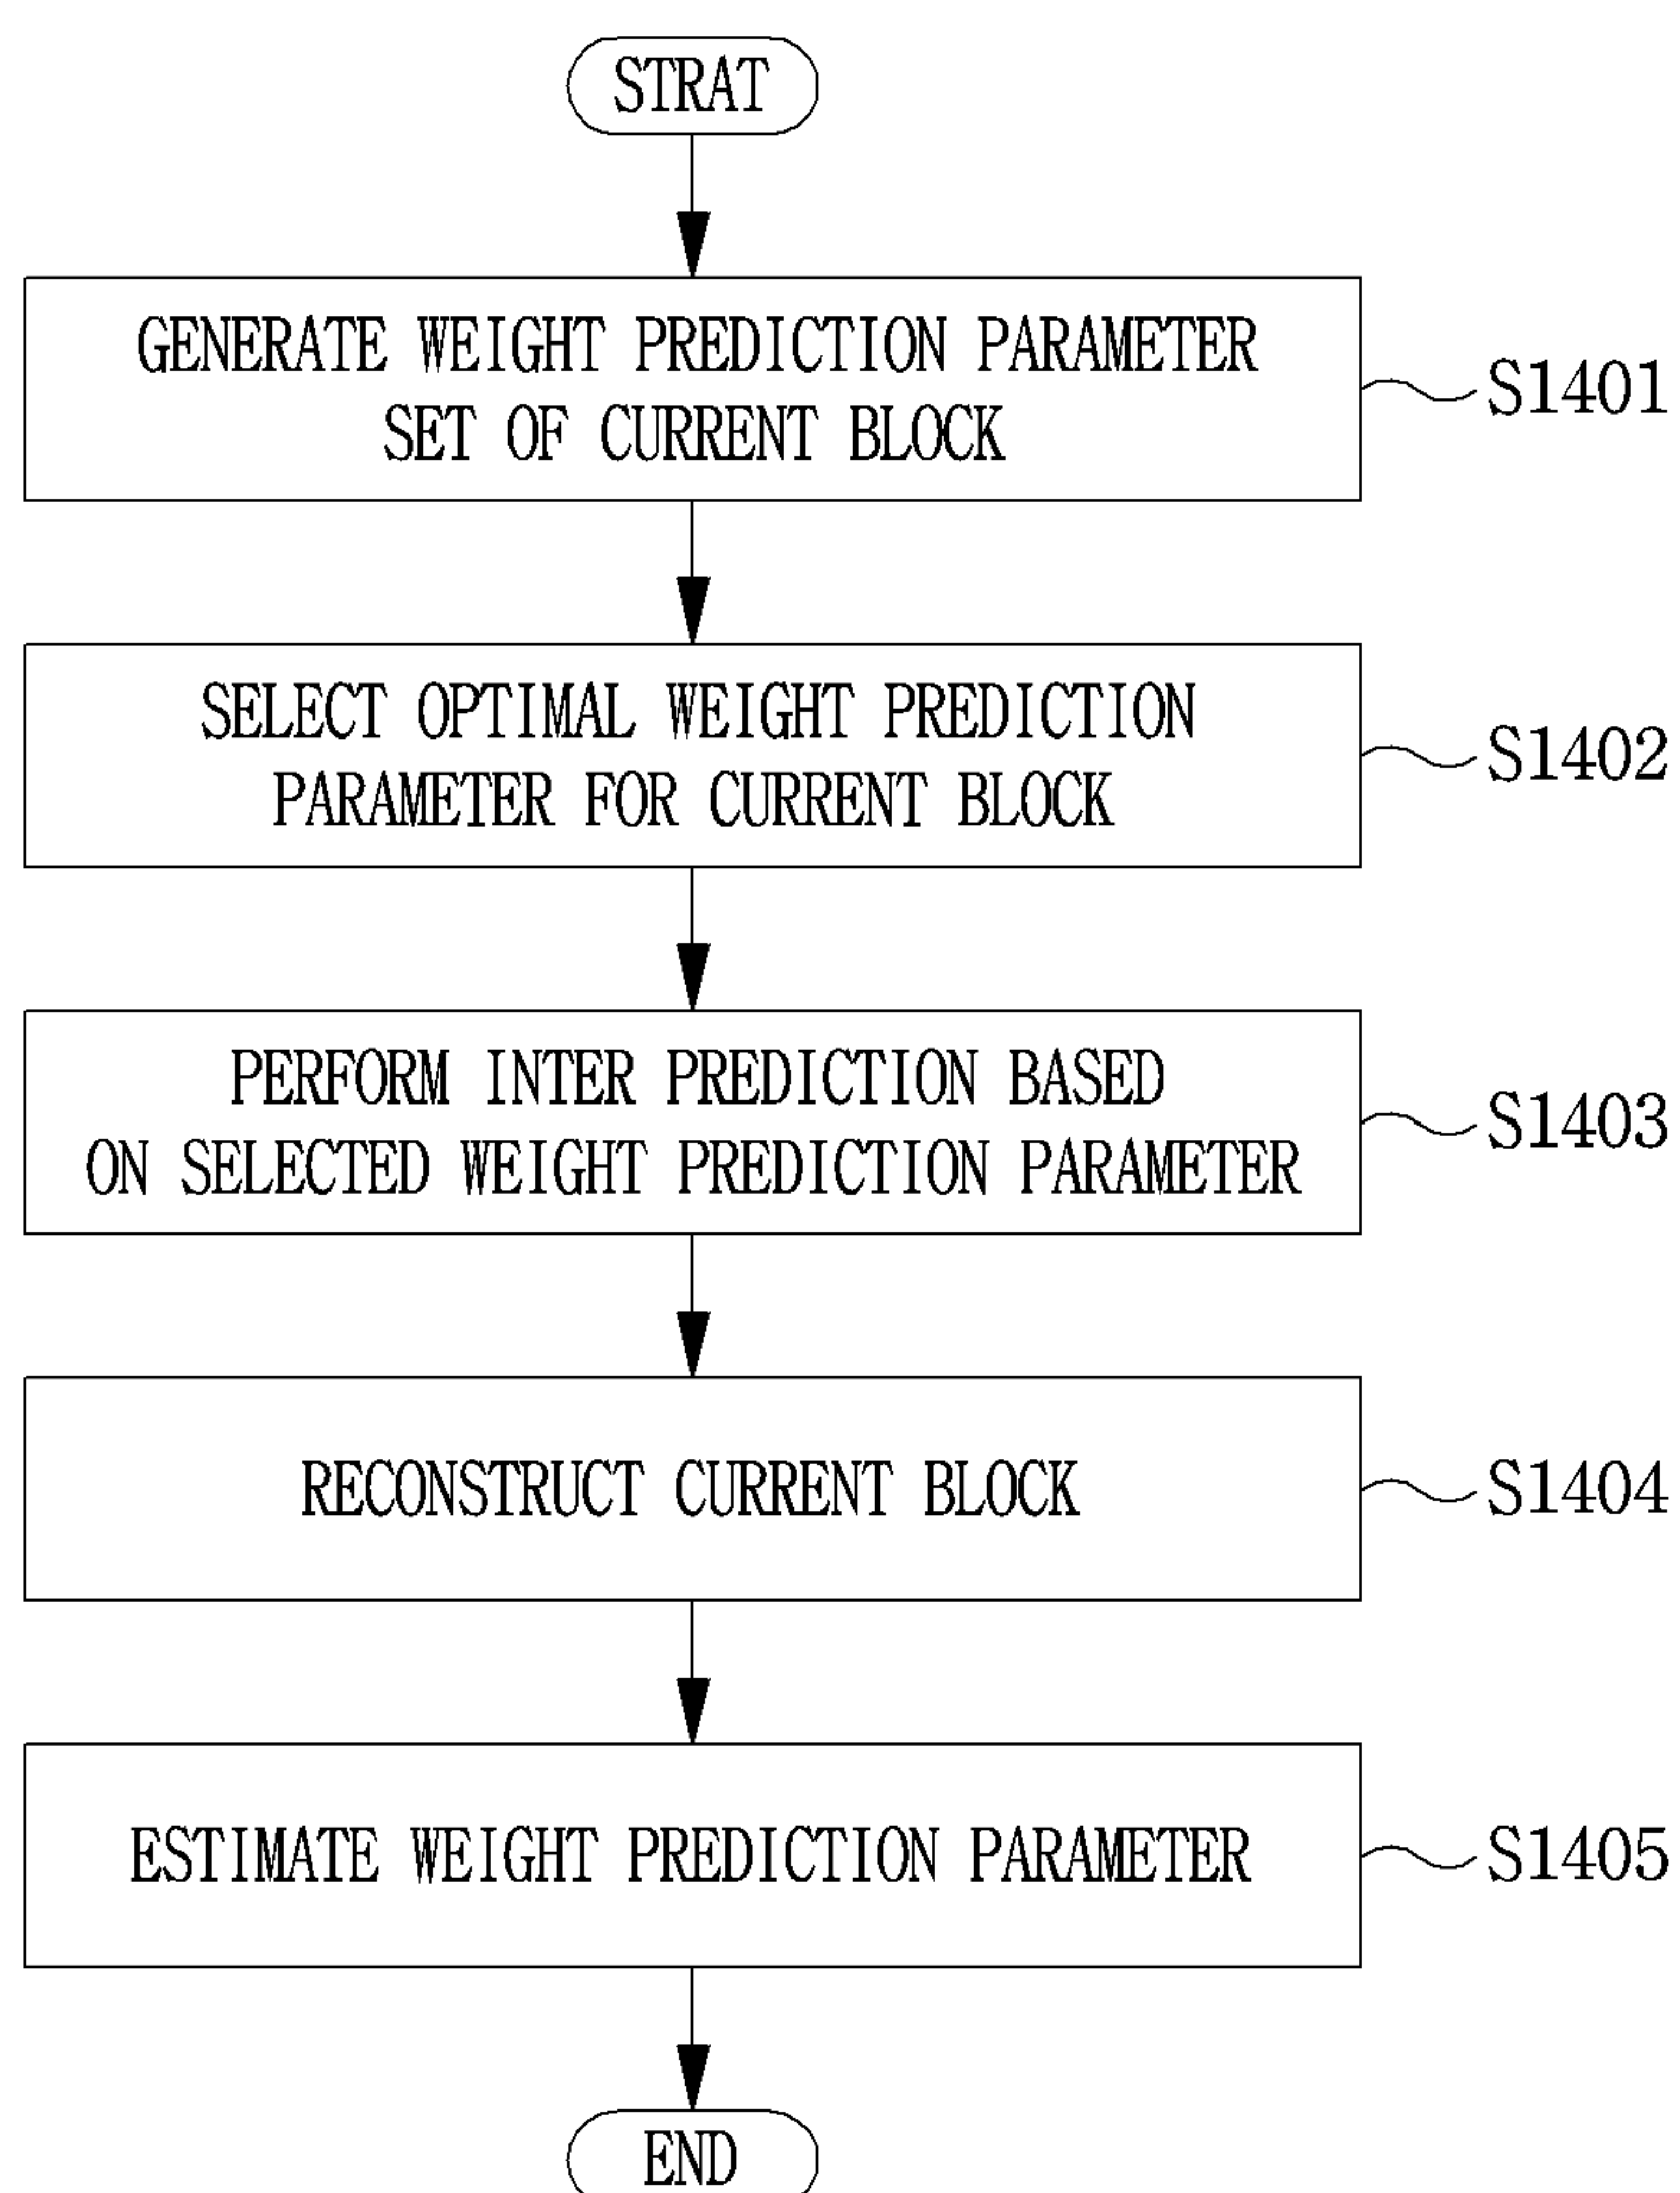 STRAT
GENERATE WEIGHT PREDICTION PARAMETER
SET OF CURRENT BLOCK
S1401
SELECT OPTIMAL WEIGHT PREDICTION
PARAMETER FOR CURRENT BLOCK
S1402
PERFORM INTER PREDICTION BASED
ON SELECTED WEIGHT PREDICTION PARAMETER
S1403
RECONSTRUCT CURRENT BLOCK
S1404
ESTIMATE WEIGHT PREDICTION PARAMETER
S1405
END